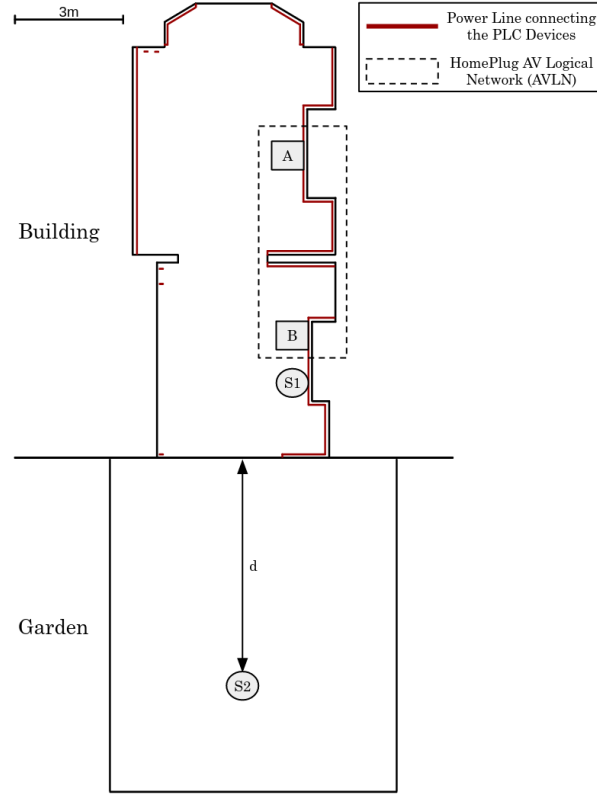 3m
Power Line connecting
the PLC Devices
HomePlug AV Logical
Network (AVLN)
A
Building
B
S1
d
Garden
S2